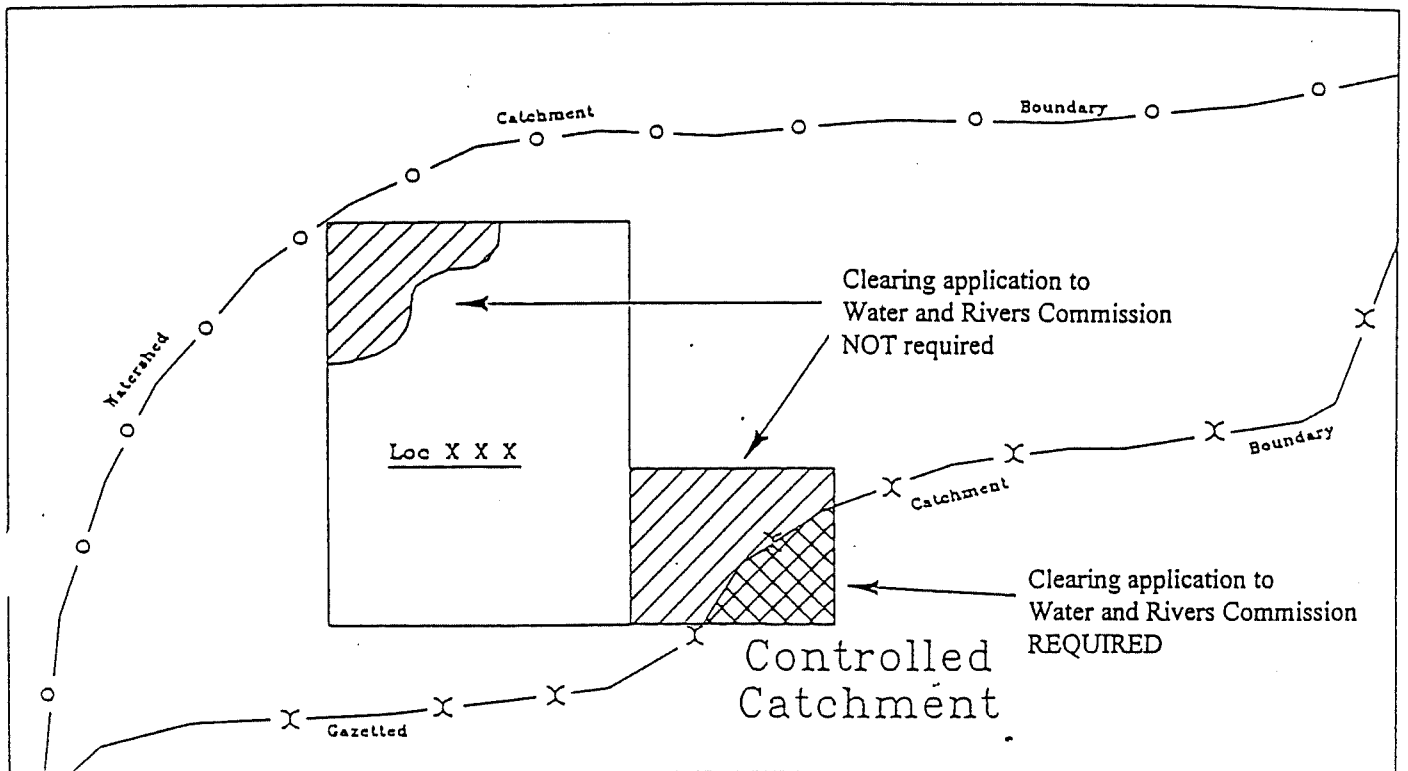 Catchment
Boundary
Watershed
Clearing application to
Water and Rivers Commission
NOT required
Loc X X X
Boundary
Catchment
Clearing application to
Water and Rivers Commission
REQUIRED
Controlled
Catchment
Gazetted